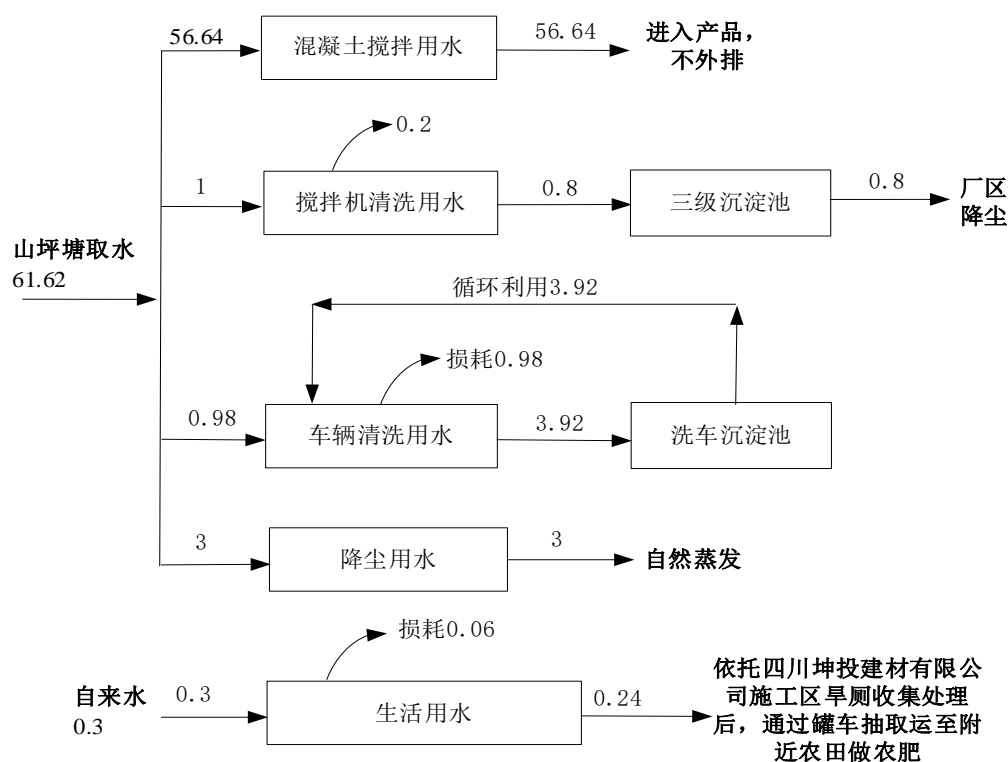 56.64
混凝土搅拌用水
56.64
进入产品，
不外排
0.2
1
搅拌机清洗用水
0.8
三级沉淀池
0.8
厂区
降尘
山坪塘取水
61.62
循环利用3.92
损耗0.98
0.98
车辆清洗用水
3.92
洗车沉淀池
3
降尘用水
3
自然蒸发
损耗0.06
自来水
0.3
0.3
生活用水
0.24
依托四川坤投建材有限公
司施工区旱厕收集处理
后，通过罐车抽取运至附
近农田做农肥